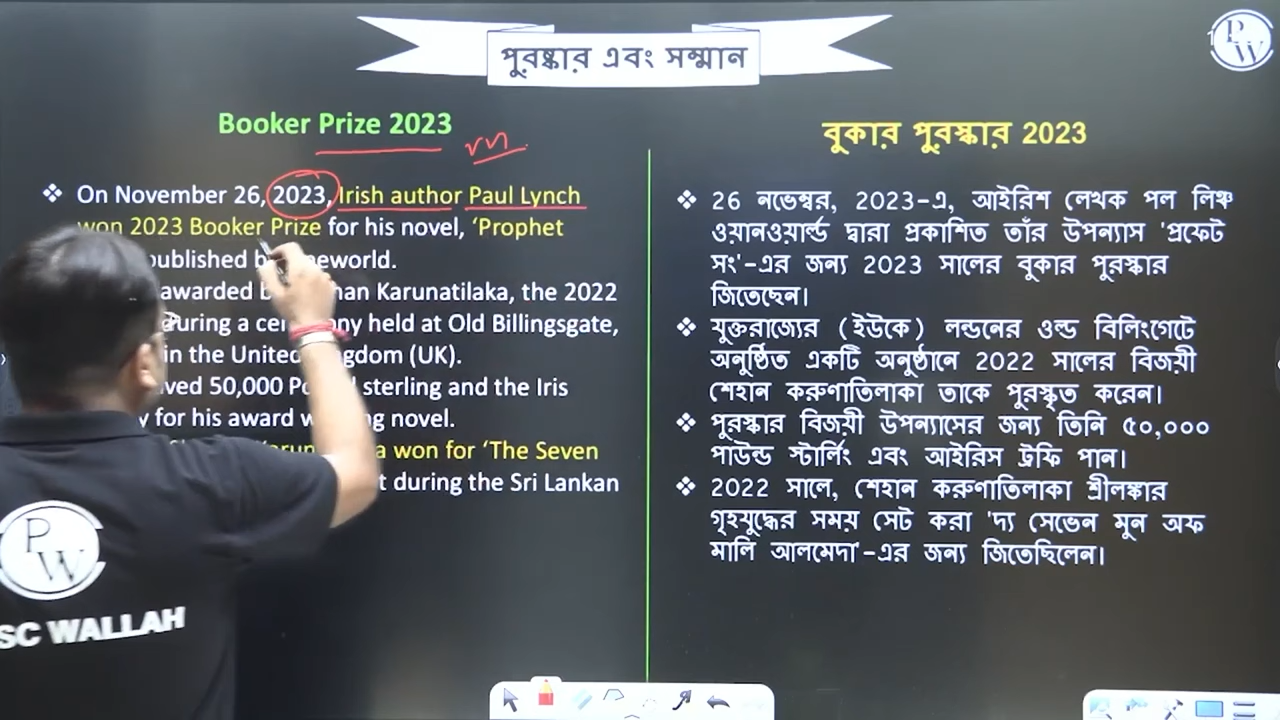 পুরষ্কার এবং সম্মান
PW
Booker Prize 2023
❖ On November 26, 2023, Irish author Paul Lynch
won 2023 Booker Prize for his novel, ‘Prophet
published
awarded Karunatilaka, the 2022
during a held at Old Billingsgate,
in the United (UK).
50,000 sterling and the Iris
for his award novel.
won for ‘The Seven
during the Sri Lankan
বুকার পুরস্কার 2023
❖ 26 নভেম্বর, 2023-এ, আইরিশ লেখক পল লিঞ্চ
ওয়ানওয়ার্ল্ড দ্বারা প্রকাশিত তাঁর উপন্যাস 'প্রফেট
সং'-এর জন্য 2023 সালের বুকার পুরস্কার
জিতেছেন।
❖ যুক্তরাজ্যের (ইউকে) লন্ডনের ওল্ড বিলিংগেটে
অনুষ্ঠিত একটি অনুষ্ঠানে 2022 সালের বিজয়ী
শেহান করুণাতিলাকা তাকে পুরস্কৃত করেন।
❖ পুরস্কার বিজয়ী উপন্যাসের জন্য তিনি ৫০,০০০
পাউন্ড স্টার্লিং এবং আইরিস ট্রফি পান।
❖ 2022 সালে, শেহান করুণাতিলাকা শ্রীলঙ্কার
গৃহযুদ্ধের সময় সেট করা 'দ্য সেভেন মুন অফ
মালি আলমেদা'-এর জন্য জিতেছিলেন।
PW
SC WALLAH